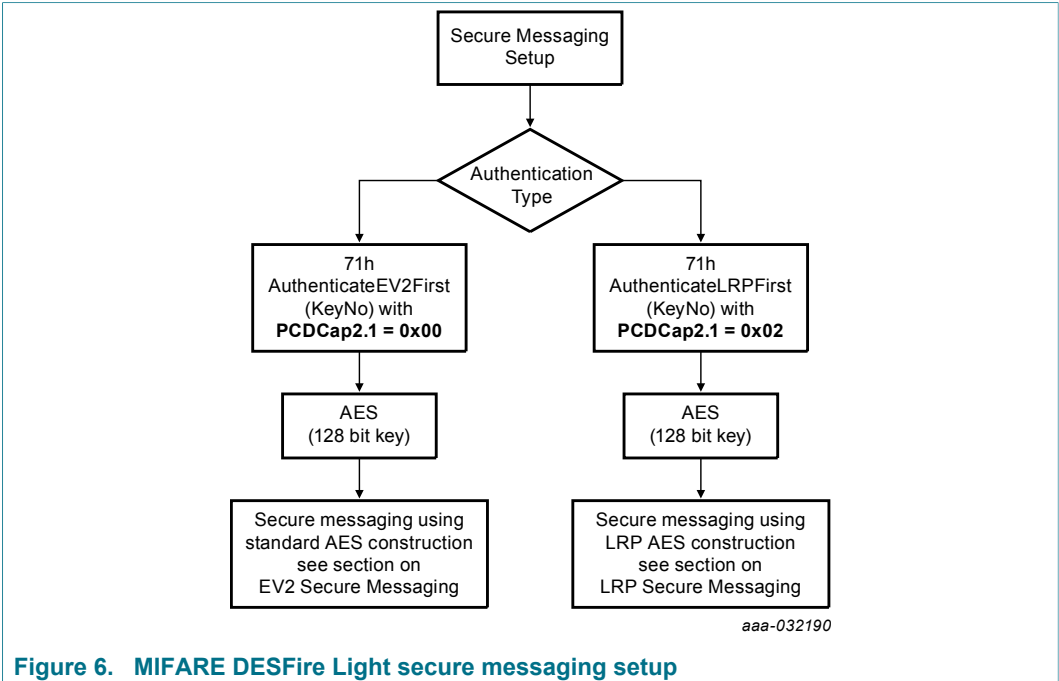 Secure Messaging
Setup
Authentication
Type
71h
AuthenticateEV2First
(KeyNo) with
PCDCap2.1 = 0x00
71h
AuthenticateLRPFirst
(KeyNo) with
PCDCap2.1 = 0x02
AES
(128 bit key)
AES
(128 bit key)
Secure messaging using
standard AES construction
see section on
EV2 Secure Messaging
Secure messaging using
LRP AES construction
see section on
LRP Secure Messaging
aaa-032190
Figure 6. MIFARE DESFire Light secure messaging setup